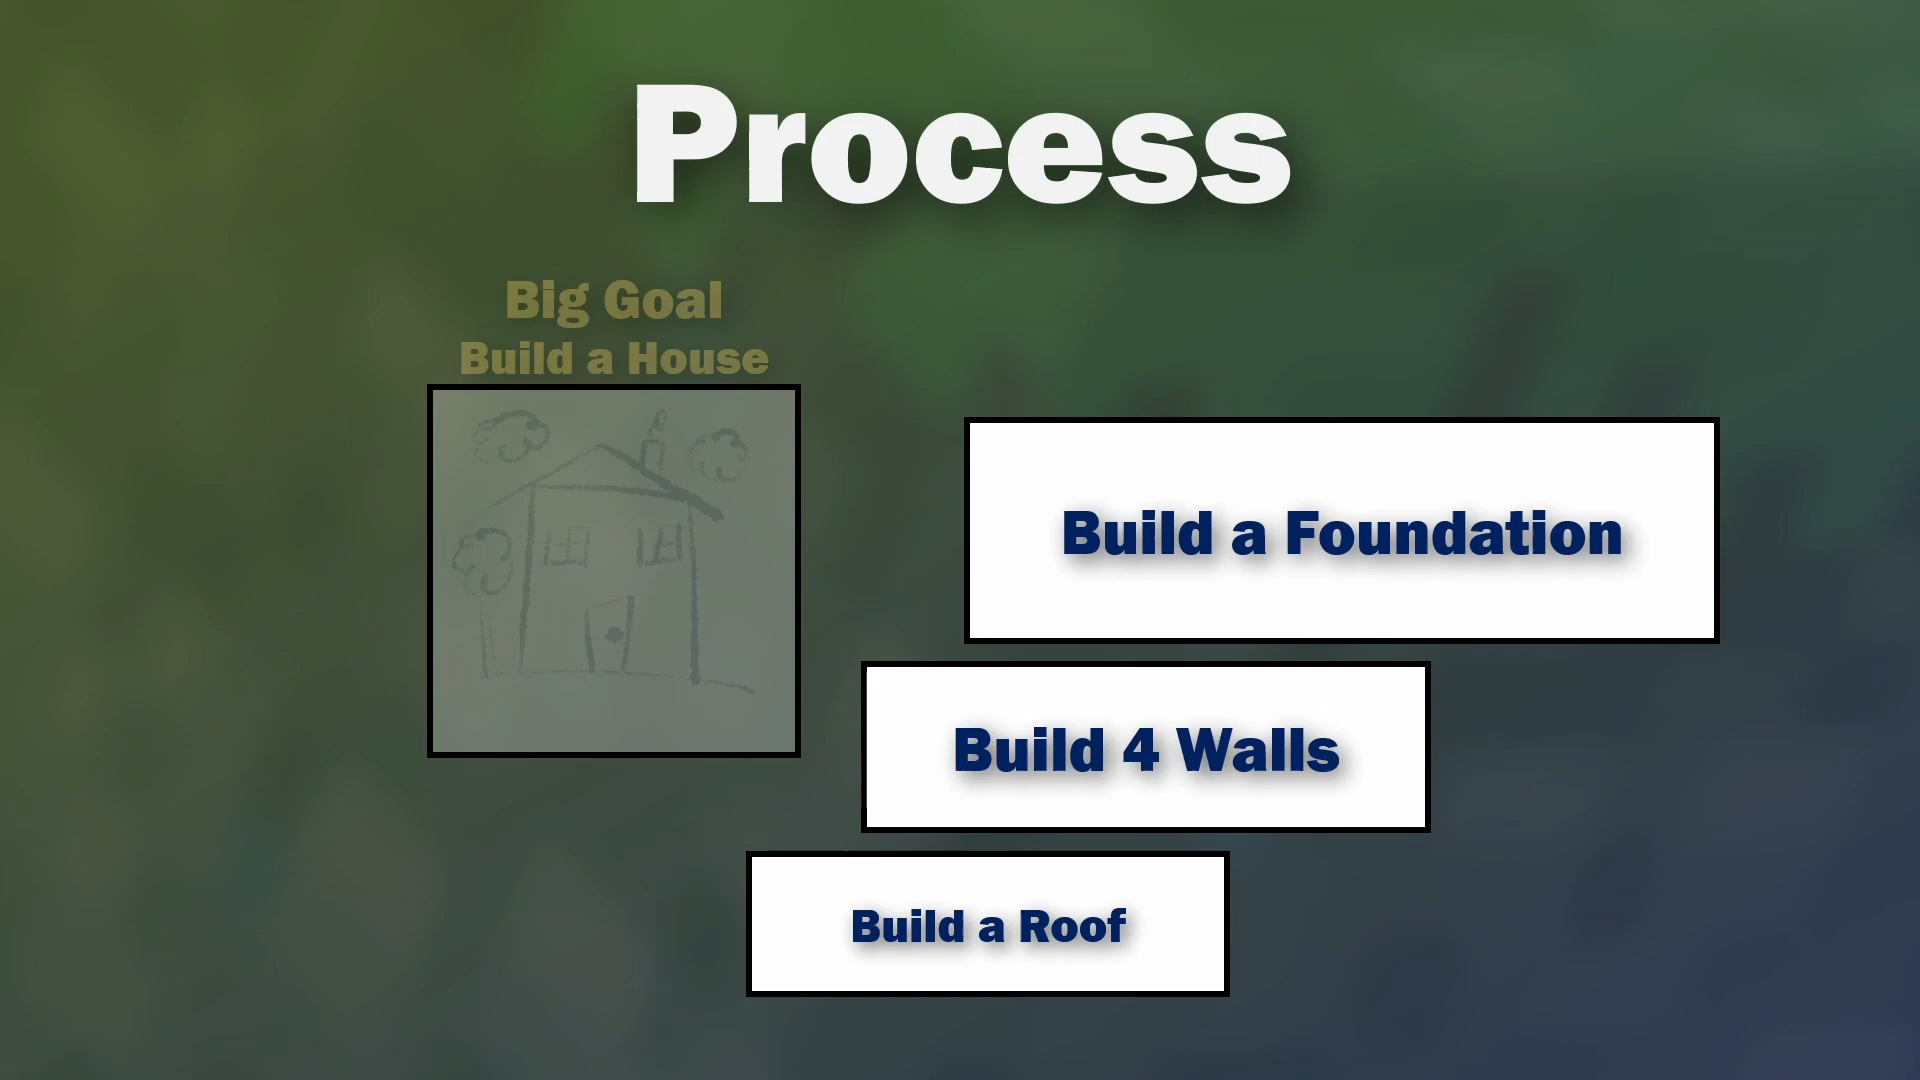 Process
Big Goal
Build a House
Build a Foundation
Build 4 Walls
Build a Roof